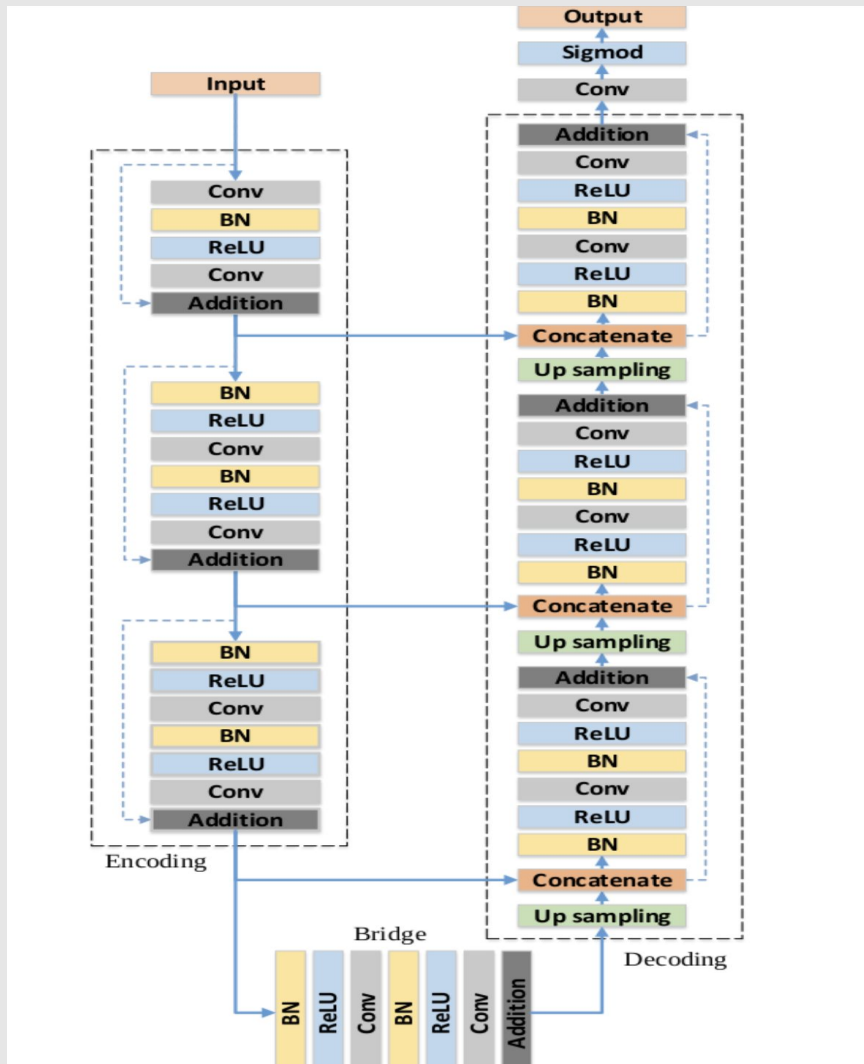 Input
Conv
BN
ReLU
Conv
Addition
BN
ReLU
Conv
BN
ReLU
Conv
Addition
BN
ReLU
Conv
BN
ReLU
Conv
Addition
Encoding
Bridge
BN
ReLU
Conv
BN
ReLU
Conv
Addition
Output
Sigmod
Conv
Addition
Conv
ReLU
BN
Conv
ReLU
BN
Concatenate
Up sampling
Addition
Conv
ReLU
BN
Conv
ReLU
BN
Concatenate
Up sampling
Addition
Conv
ReLU
BN
Conv
ReLU
BN
Concatenate
Up sampling
Decoding